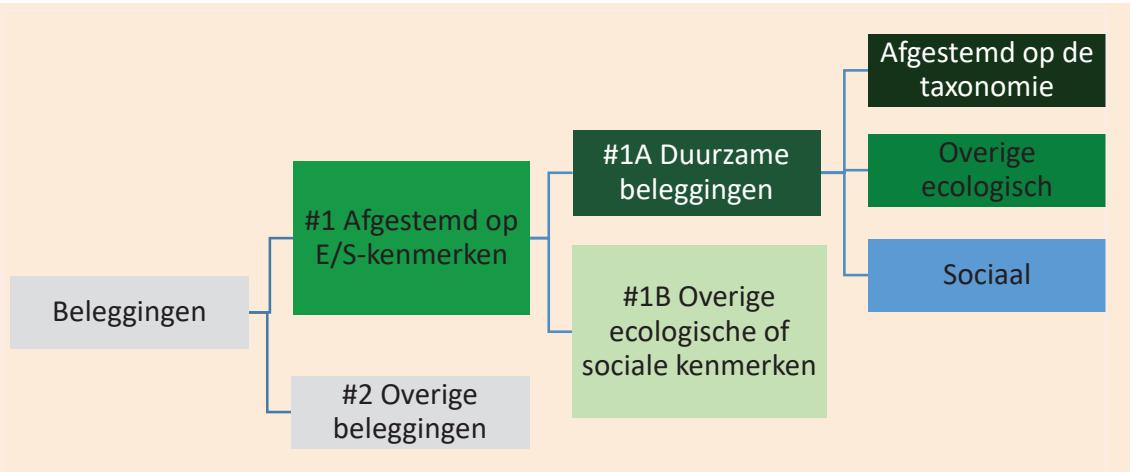 Beleggingen
#1 Afgestemd op
E/S-kenmerken
#2 Overige
beleggingen
#1A Duurzame
beleggingen
#1B Overige
ecologische of
sociale kenmerken
Afgestemd op de
taxonomie
Overige
ecologisch
Sociaal